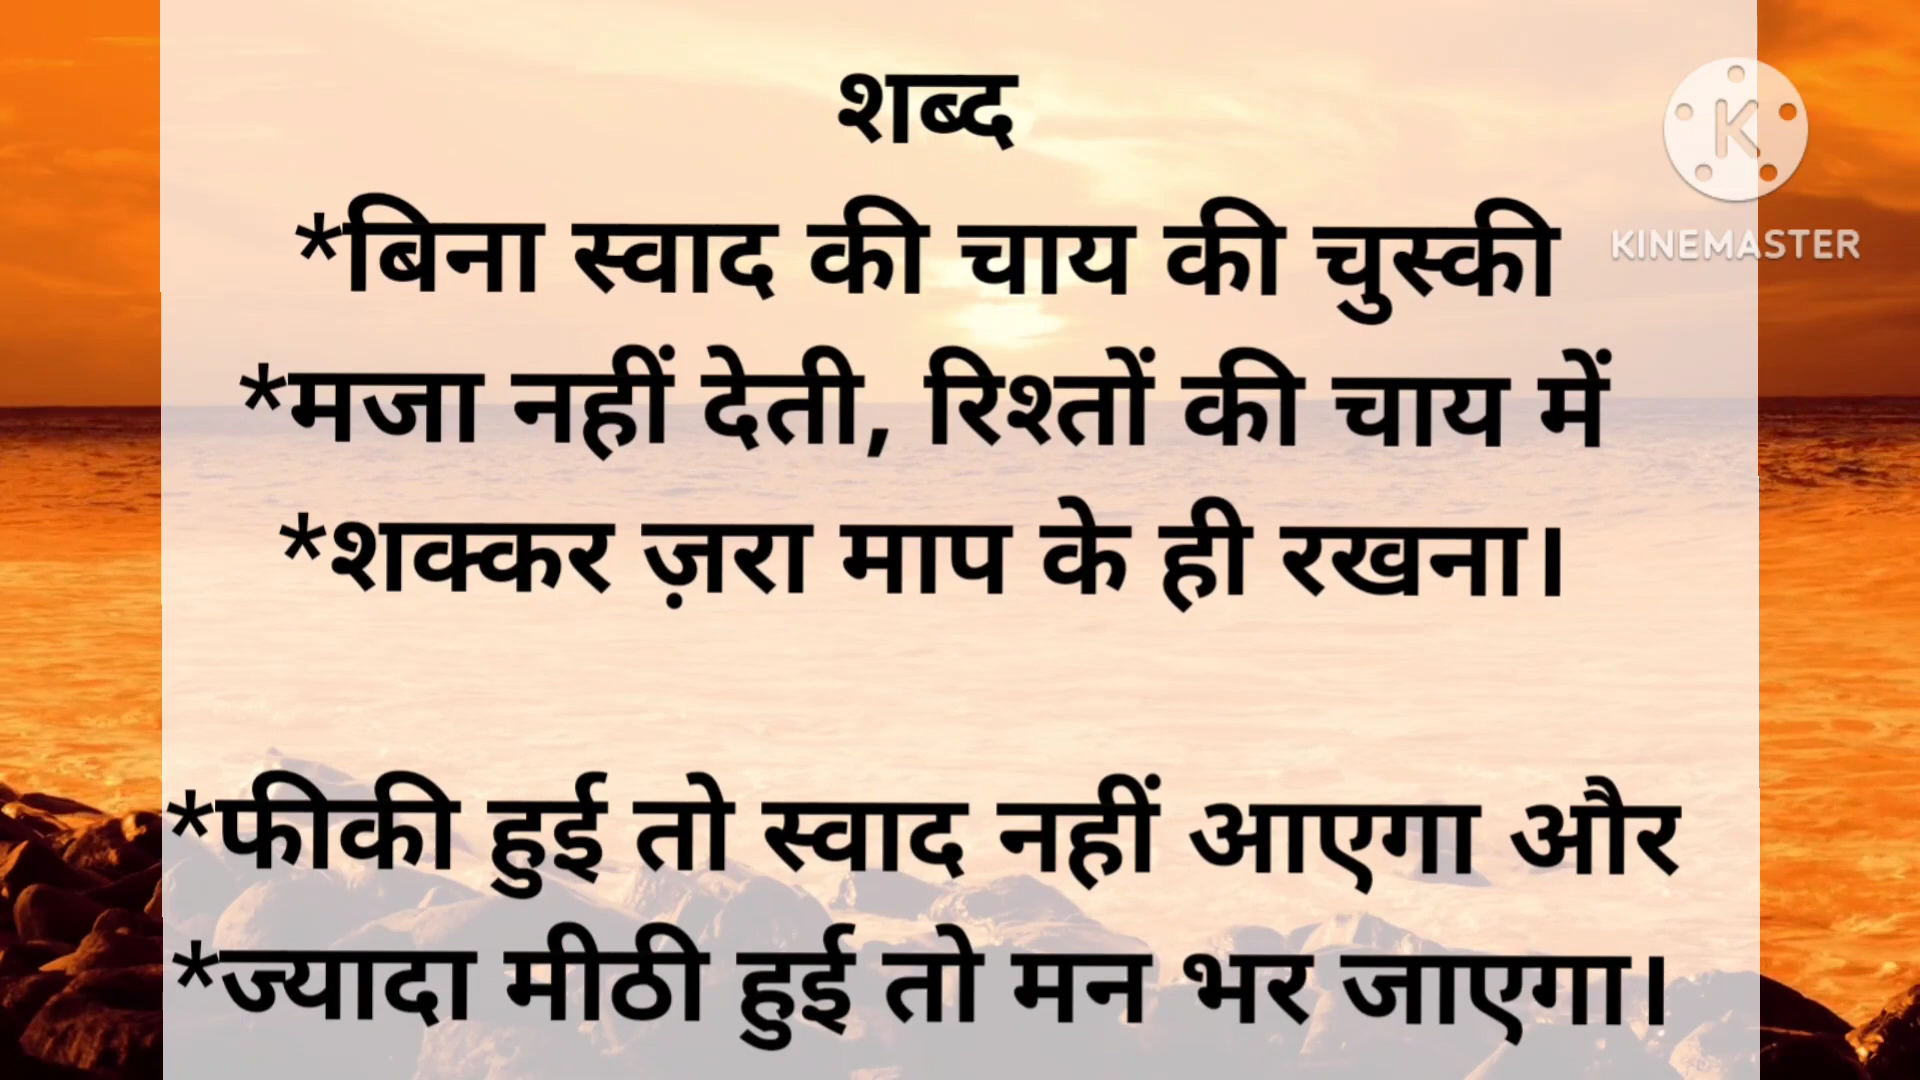 शब्द
*बिना स्वाद की चाय की चुस्की
*मजा नहीं देती, रिश्तों की चाय में
*शक्कर ज़रा माप के ही रखना।
*फीकी हुई तो स्वाद नहीं आएगा और
*ज्यादा मीठी हुई तो मन भर जाएगा।
K
KINEMASTER